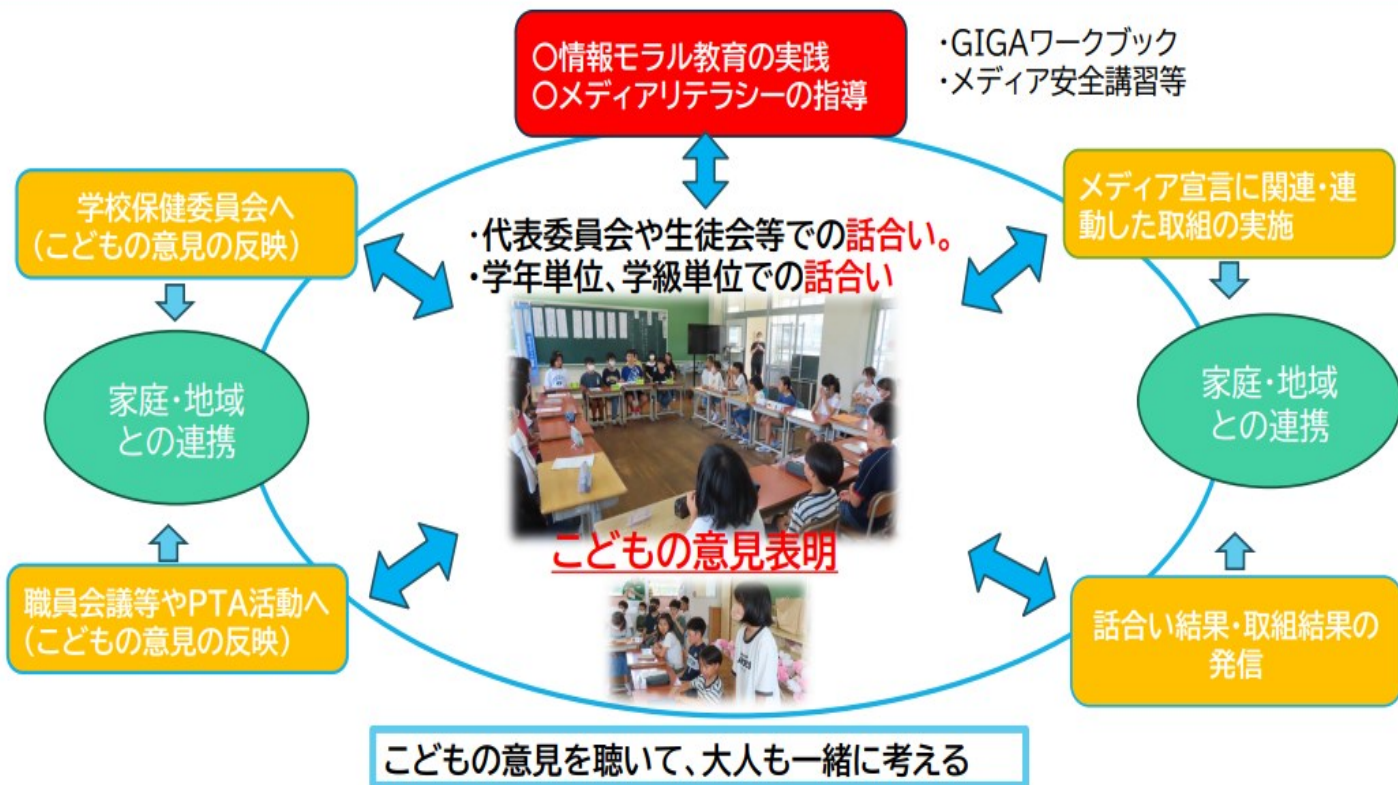 〇情報モラル教育の実践
〇メディアリテラシーの指導
・GIGAワークブック
・メディア安全講習等
学校保健委員会へ
(こどもの意見の反映)
メディア宣言に関連・連
動した取組の実施
・代表委員会や生徒会等での話合い。
・学年単位、学級単位での話合い
家庭・地域
との連携
家庭・地域
との連携
こどもの意見表明
職員会議等やPTA活動へ
(こどもの意見の反映)
話合い結果・取組結果の
発信
こどもの意見を聴いて、大人も一緒に考える